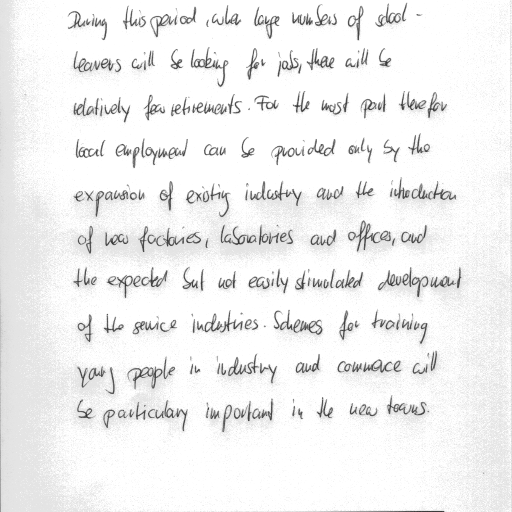 During this period, when large numbers of school-
leavers will be looking for jobs, there will be
relatively few retirements. For the most part therefor
local employment can be provided only by the
expansion of existing industry and the introduction
of new factories, laboratories and offices, and
the expected but not easily stimulated development
of the service industries. Schemes for training
young people in industry and commerce will
be particulary important in the new towns.